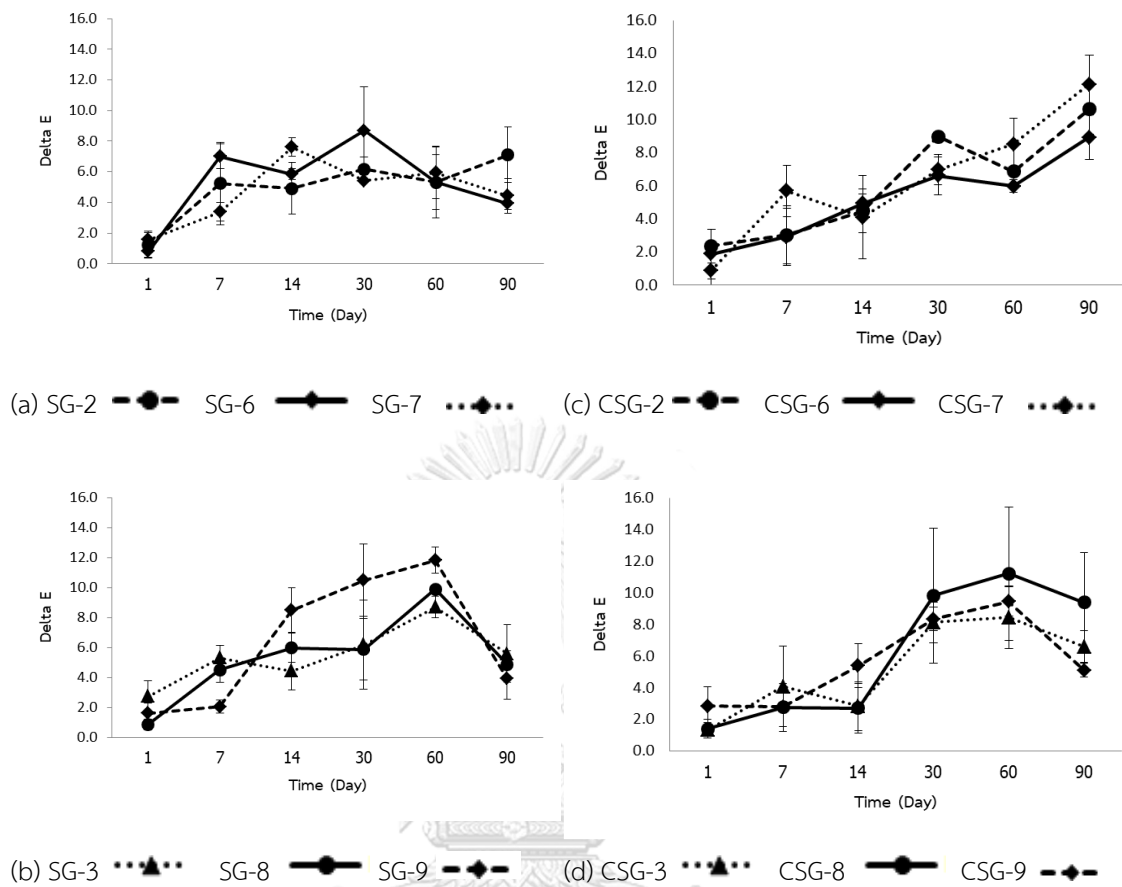 16.0
14.0
12.0
10.0
8.0
6.0
4.0
2.0
0.0
Delta E
1 7 14 30 60 90
Time (Day)
(a) SG-2 SG-6 SG-7
16.0
14.0
12.0
10.0
8.0
6.0
4.0
2.0
0.0
Delta E
1 7 14 30 60 90
Time (Day)
(c) CSG-2 CSG-6 CSG-7
16.0
14.0
12.0
10.0
8.0
6.0
4.0
2.0
0.0
Delta E
1 7 14 30 60 90
Time (Day)
(b) SG-3 SG-8 SG-9
16.0
14.0
12.0
10.0
8.0
6.0
4.0
2.0
0.0
Delta E
1 7 14 30 60 90
Time (Day)
(d) CSG-3 CSG-8 CSG-9